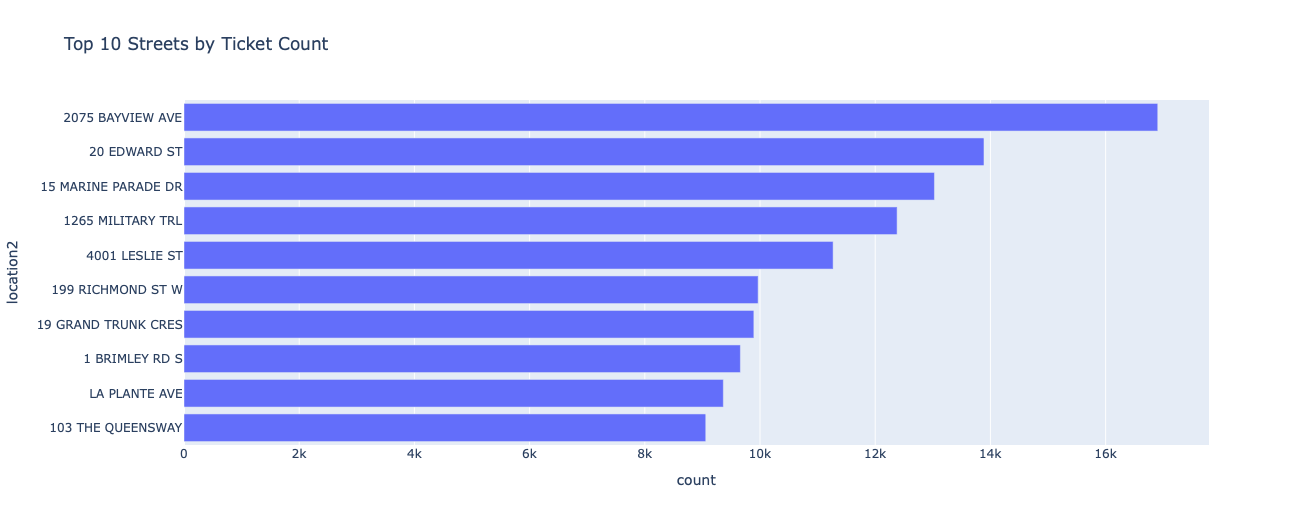 Top 10 Streets by Ticket Count
location2
2075 BAYVIEW AVE
20 EDWARD ST
15 MARINE PARADE DR
1265 MILITARY TRL
4001 LESLIE ST
199 RICHMOND ST W
19 GRAND TRUNK CRES
1 BRIMLEY RD S
LA PLANTE AVE
103 THE QUEENSWAY
0 2k 4k 6k 8k 10k 12k 14k 16k
count